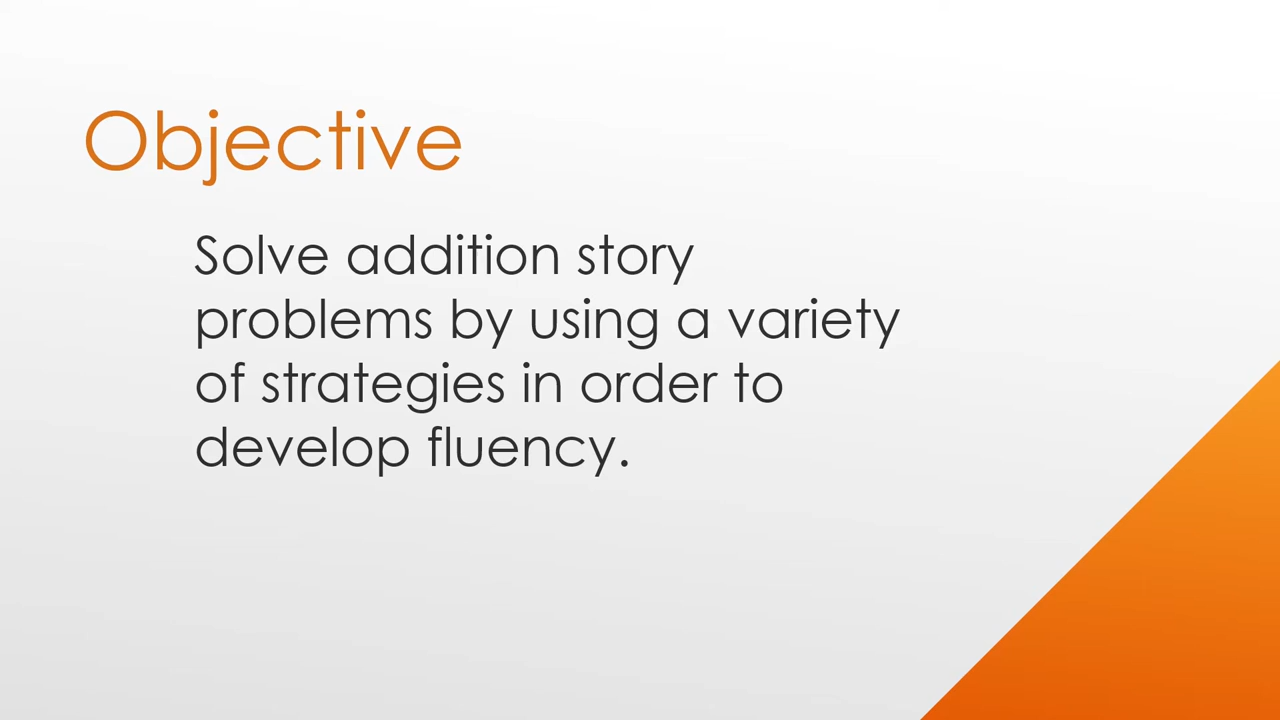 Objective
Solve addition story
problems by using a variety
of strategies in order to
develop fluency.